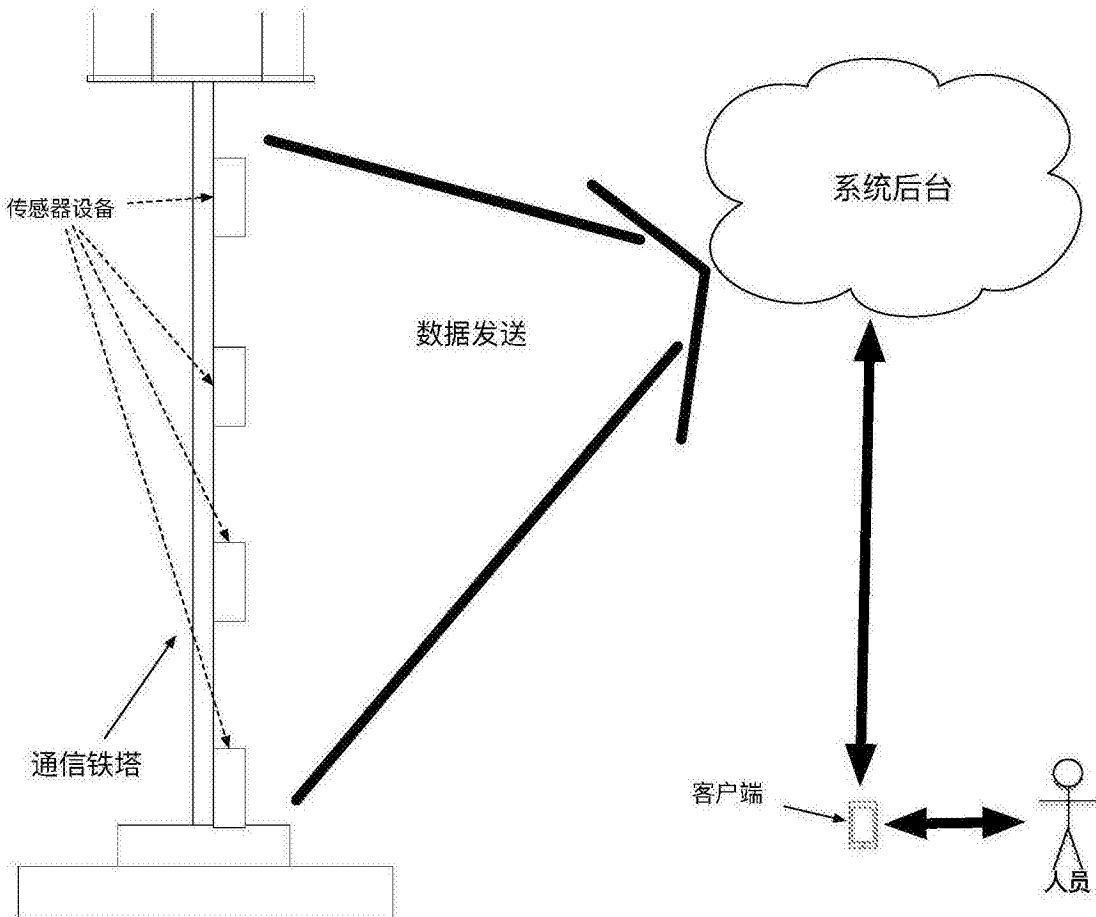 系统后台
传感器设备
数据发送
通信铁塔
客户端
人员